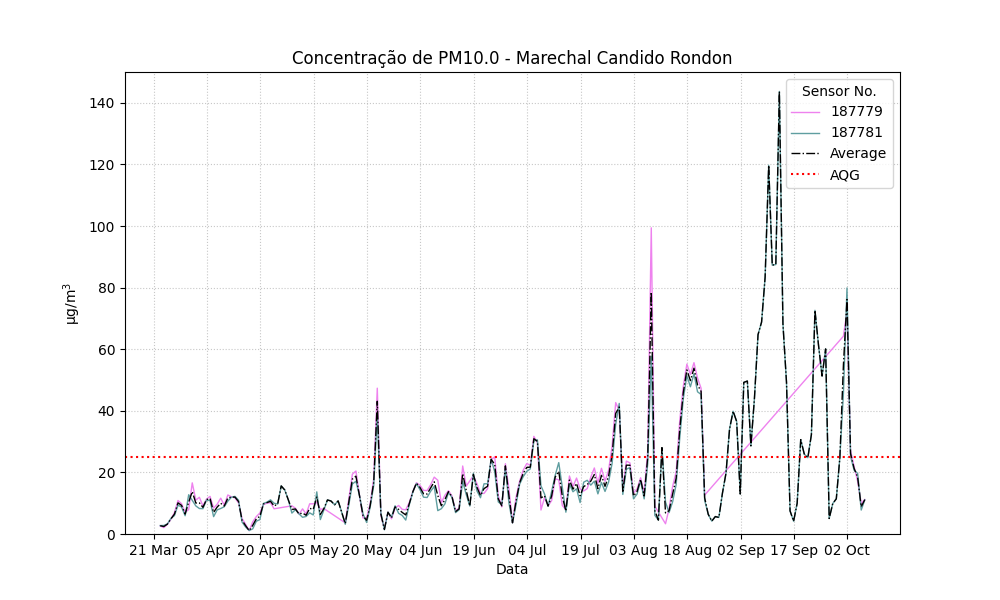 Concentração de PM10.0 - Marechal Candido Rondon
Sensor No.
187779
187781
Average
AQG
140
120
100
80
60
40
20
0
µg/m³
21 Mar 05 Apr 20 Apr 05 May 20 May 04 Jun 19 Jun 04 Jul 19 Jul 03 Aug 18 Aug 02 Sep 17 Sep 02 Oct
Data